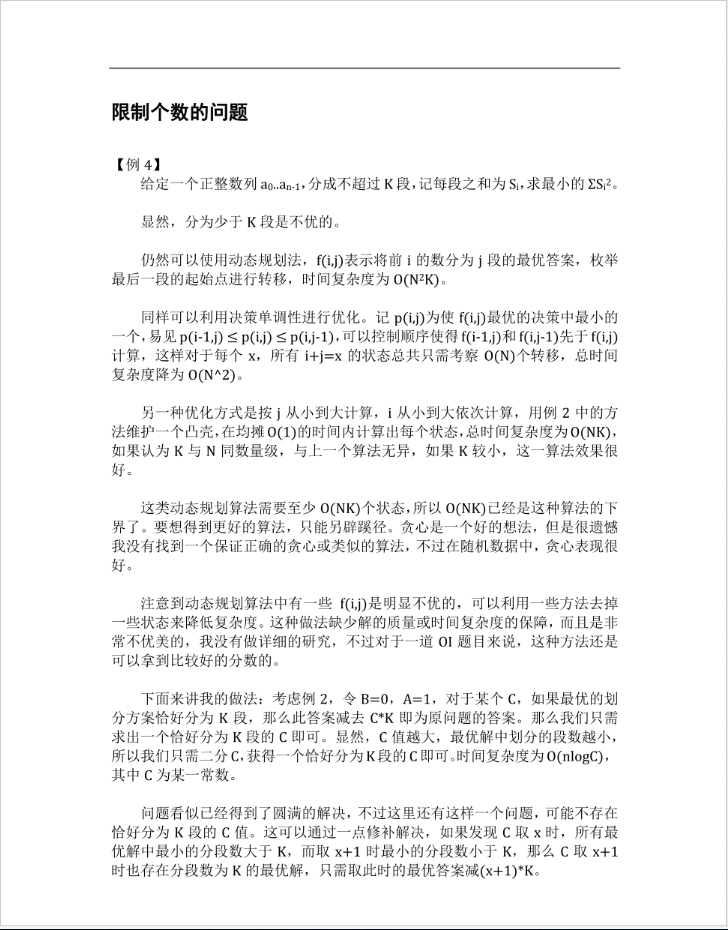 限制个数的问题
【例 4】
给定一个正整数列 a₀..aₙ₋₁，分成不超过 K 段，记每段之和为 Sᵢ，求最小的 ΣSᵢ²。
显然，分为少于 K 段是不优的。
仍然可以使用动态规划法，f(i,j)表示将前 i 的数分为 j 段的最优答案，枚举
最后一段的起始点进行转移，时间复杂度为 O(N²K)。
同样可以利用决策单调性进行优化。记 p(i,j)为使 f(i,j)最优的决策中最小的
一个，易见 p(i-1,j) ≤ p(i,j) ≤ p(i,j-1)，可以控制顺序使得 f(i-1,j)和 f(i,j-1)先于 f(i,j)
计算，这样对于每个 x，所有 i+j=x 的状态总共只需考察 O(N)个转移，总时间
复杂度降为 O(N^2)。
另一种优化方式是按 j 从小到大计算，i 从小到大依次计算，用例 2 中的方
法维护一个凸壳，在均摊 O(1)的时间内计算出每个状态，总时间复杂度为 O(NK)，
如果认为 K 与 N 同数量级，与上一个算法无异，如果 K 较小，这一算法效果很
好。
这类动态规划算法需要至少 O(NK)个状态，所以 O(NK)已经是这种算法的下
界了。要想得到更好的算法，只能另辟蹊径。贪心是一个好的想法，但是很遗憾
我没有找到一个保证正确的贪心或类似的算法，不过在随机数据中，贪心表现很
好。
注意到动态规划算法中有一些 f(i,j)是明显不优的，可以利用一些方法去掉
一些状态来降低复杂度。这种做法缺少解的质量或时间复杂度的保障，而且是非
常不优美的，我没有做详细的研究，不过对于一道 OI 题目来说，这种方法还是
可以拿到比较好的分数的。
下面来讲我的做法：考虑例 2，令 B=0，A=1，对于某个 C，如果最优的划
分方案恰好分为 K 段，那么此答案减去 C*K 即为原问题的答案。那么我们只需
求出一个恰好分为 K 段的 C 即可。显然，C 值越大，最优解中划分的段数越小，
所以我们只需二分 C，获得一个恰好分为 K 段的 C 即可。时间复杂度为 O(nlogC)，
其中 C 为某一常数。
问题看似已经得到了圆满的解决，不过这里还有这样一个问题，可能不存在
恰好分为 K 段的 C 值。这可以通过一点修补解决，如果发现 C 取 x 时，所有最
优解中最小的分段数大于 K，而取 x+1 时最小的分段数小于 K，那么 C 取 x+1
时也存在分段数为 K 的最优解，只需取此时的最优答案减(x+1)*K。